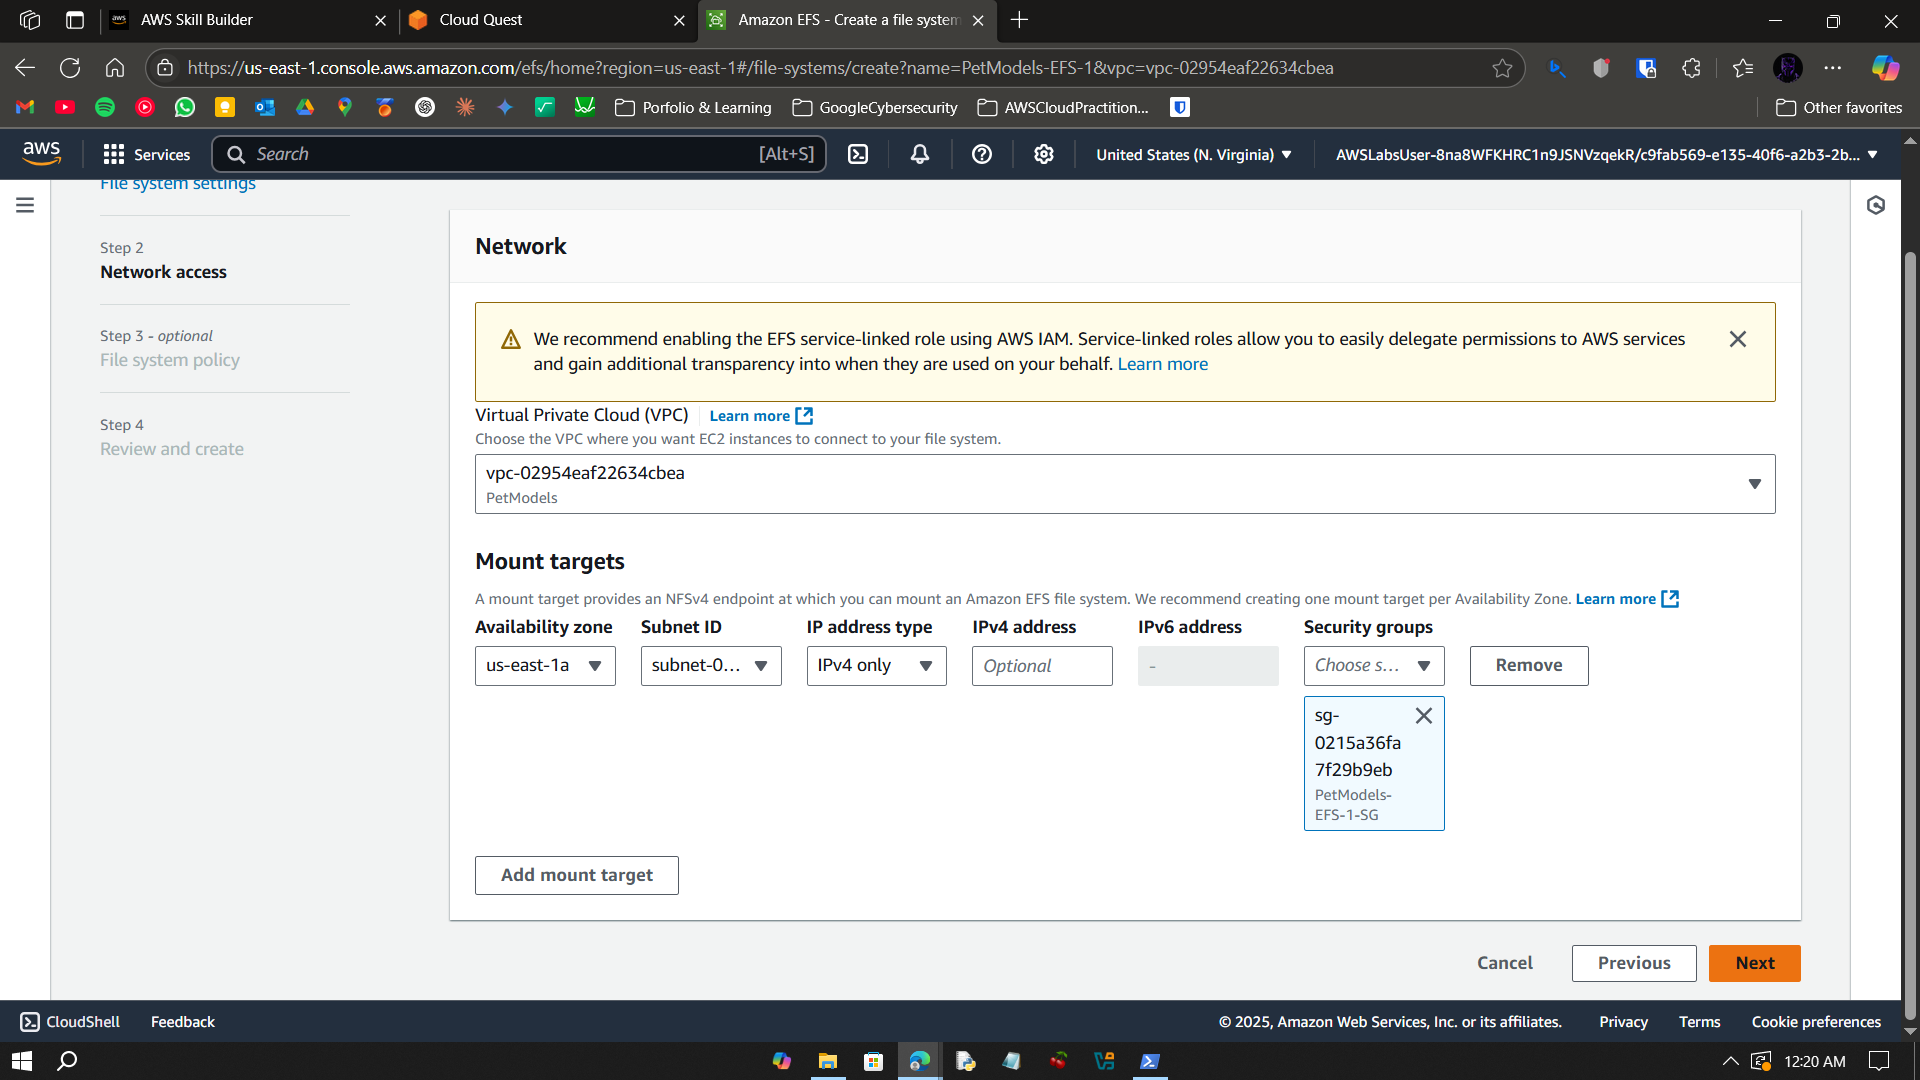 AWS Skill Builder
Cloud Quest
Amazon EFS - Create a file system
https://us-east-1.console.aws.amazon.com/efs/home?region=us-east-1#/file-systems/create?name=PetModels-EFS-1&vpc=vpc-02954eaf22634cbea
Porfolio & Learning
GoogleCybersecurity
AWSCloudPractition...
Other favorites
aws
Services
Search
[Alt+S]
United States (N. Virginia)
AWSLabsUser-8na8WFKHRC1n9JSNVzqekR/c9fab569-e135-40f6-a2b3-2b...
File system settings
Step 2
Network access
Step 3 - optional
File system policy
Step 4
Review and create
Network
We recommend enabling the EFS service-linked role using AWS IAM. Service-linked roles allow you to easily delegate permissions to AWS services
and gain additional transparency into when they are used on your behalf. Learn more
Virtual Private Cloud (VPC)
Learn more
Choose the VPC where you want EC2 instances to connect to your file system.
vpc-02954eaf22634cbea
PetModels
Mount targets
A mount target provides an NFSv4 endpoint at which you can mount an Amazon EFS file system. We recommend creating one mount target per Availability Zone. Learn more
Availability zone
Subnet ID
IP address type
IPv4 address
IPv6 address
Security groups
us-east-1a
subnet-0...
IPv4 only
Optional
-
Choose s...
Remove
sg-
0215a36fa
7f29b9eb
PetModels-
EFS-1-SG
Add mount target
Cancel
Previous
Next
CloudShell
Feedback
© 2025, Amazon Web Services, Inc. or its affiliates.
Privacy
Terms
Cookie preferences
12:20 AM